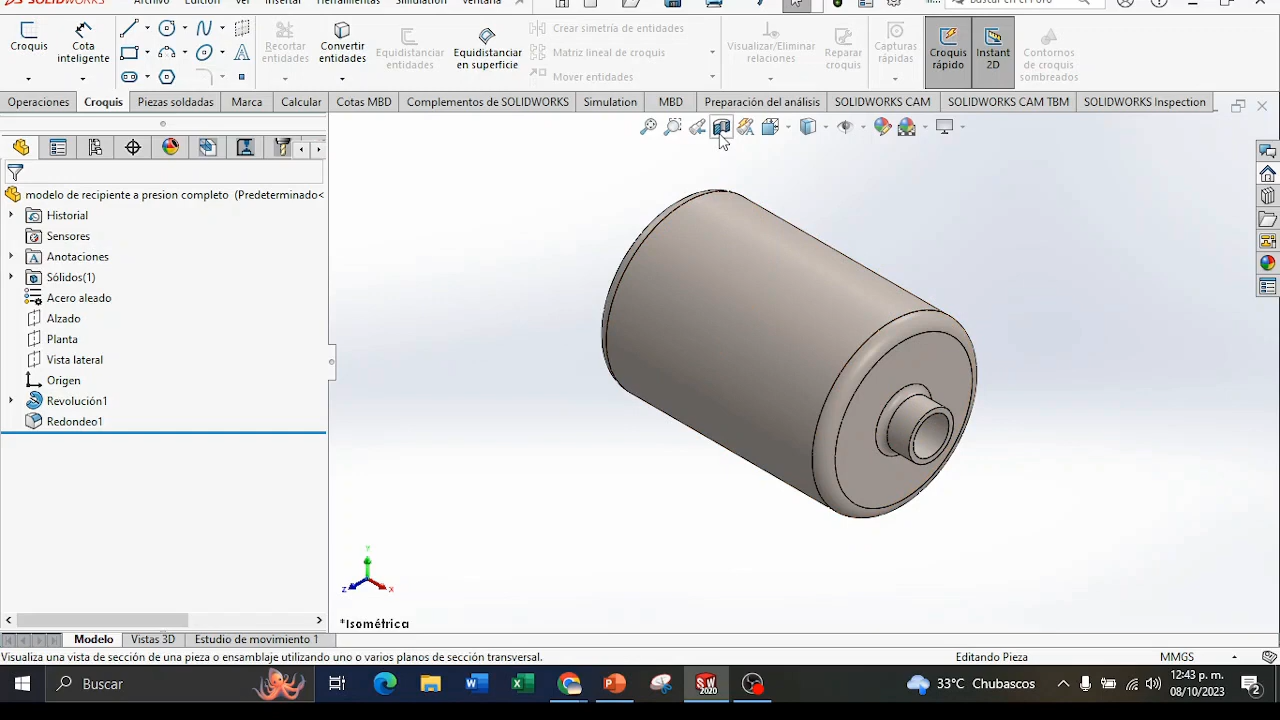 SOLIDWORKS
Archivo Edición Ver Insertar Herramientas Simulation Ventana
Buscar en el Foro
Croquis
Cota inteligente
Recortar entidades
Convertir entidades
Equidistanciar entidades
Equidistanciar en superficie
Crear simetría de entidades
Matriz lineal de croquis
Mover entidades
Visualizar/Eliminar relaciones
Reparar croquis
Capturas rápidas
Croquis rápido
Instant 2D
Contornos de croquis sombreados
Operaciones Croquis Piezas soldadas Marca Calcular Cotas MBD Complementos de SOLIDWORKS Simulation MBD Preparación del análisis SOLIDWORKS CAM SOLIDWORKS CAM TBM SOLIDWORKS Inspection
modelo de recipiente a presion completo (Predeterminado<
Historial
Sensores
Anotaciones
Sólidos(1)
Acero aleado
Alzado
Planta
Vista lateral
Origen
Revolución1
Redondeo1
Y
Z X
*Isométrica
Modelo Vistas 3D Estudio de movimiento 1
Visualiza una vista de sección de una pieza o ensamblaje utilizando uno o varios planos de sección transversal. Editando Pieza MMGS
Buscar
SW 2020
33°C Chubascos
12:43 p. m.
08/10/2023
2